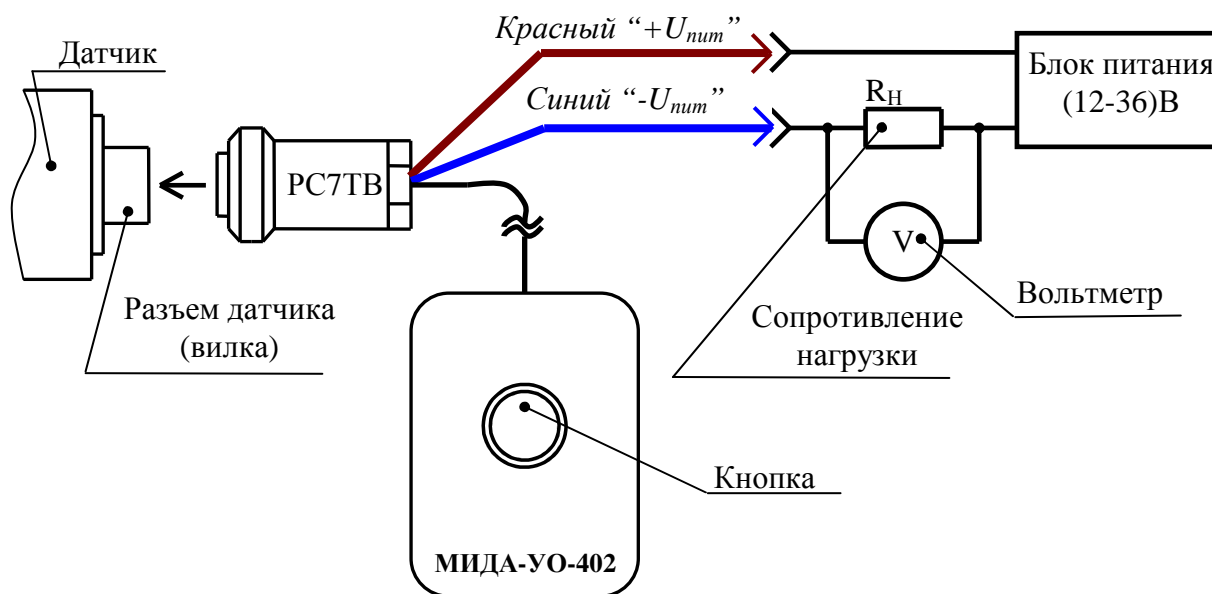 Красный “+Uпит”
Датчик
Блок питания
(12-36)В
Синий “-Uпит”
RН
РС7ТВ
V
Разъем датчика
(вилка)
Вольтметр
Сопротивление
нагрузки
Кнопка
МИДА-УО-402